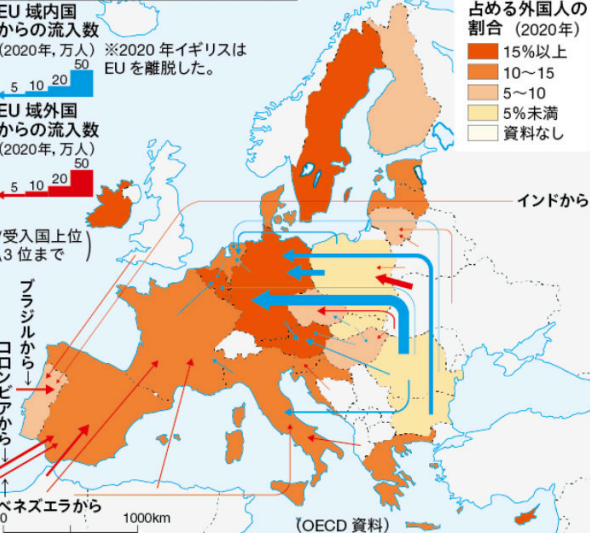 EU 域内国
からの流入数
(2020年, 万人)
5 10 20 50
※2020 年イギリスは
EU を離脱した。
EU 域外国
からの流入数
(2020年, 万人)
5 10 20 50
受入国上位
3 位まで
占める外国人の
割合 (2020年)
15%以上
10〜15
5〜10
5%未満
資料なし
インドから
ブラジルから→
コロンビアから→
ベネズエラから
0 1000km
(OECD 資料)